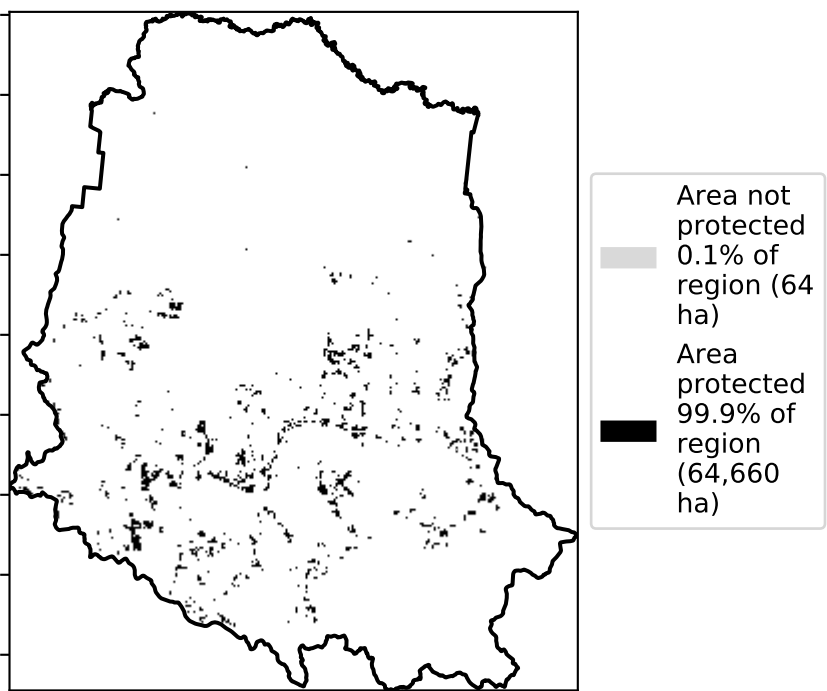 Area not
protected
0.1% of
region (64
ha)
Area
protected
99.9% of
region
(64,660
ha)